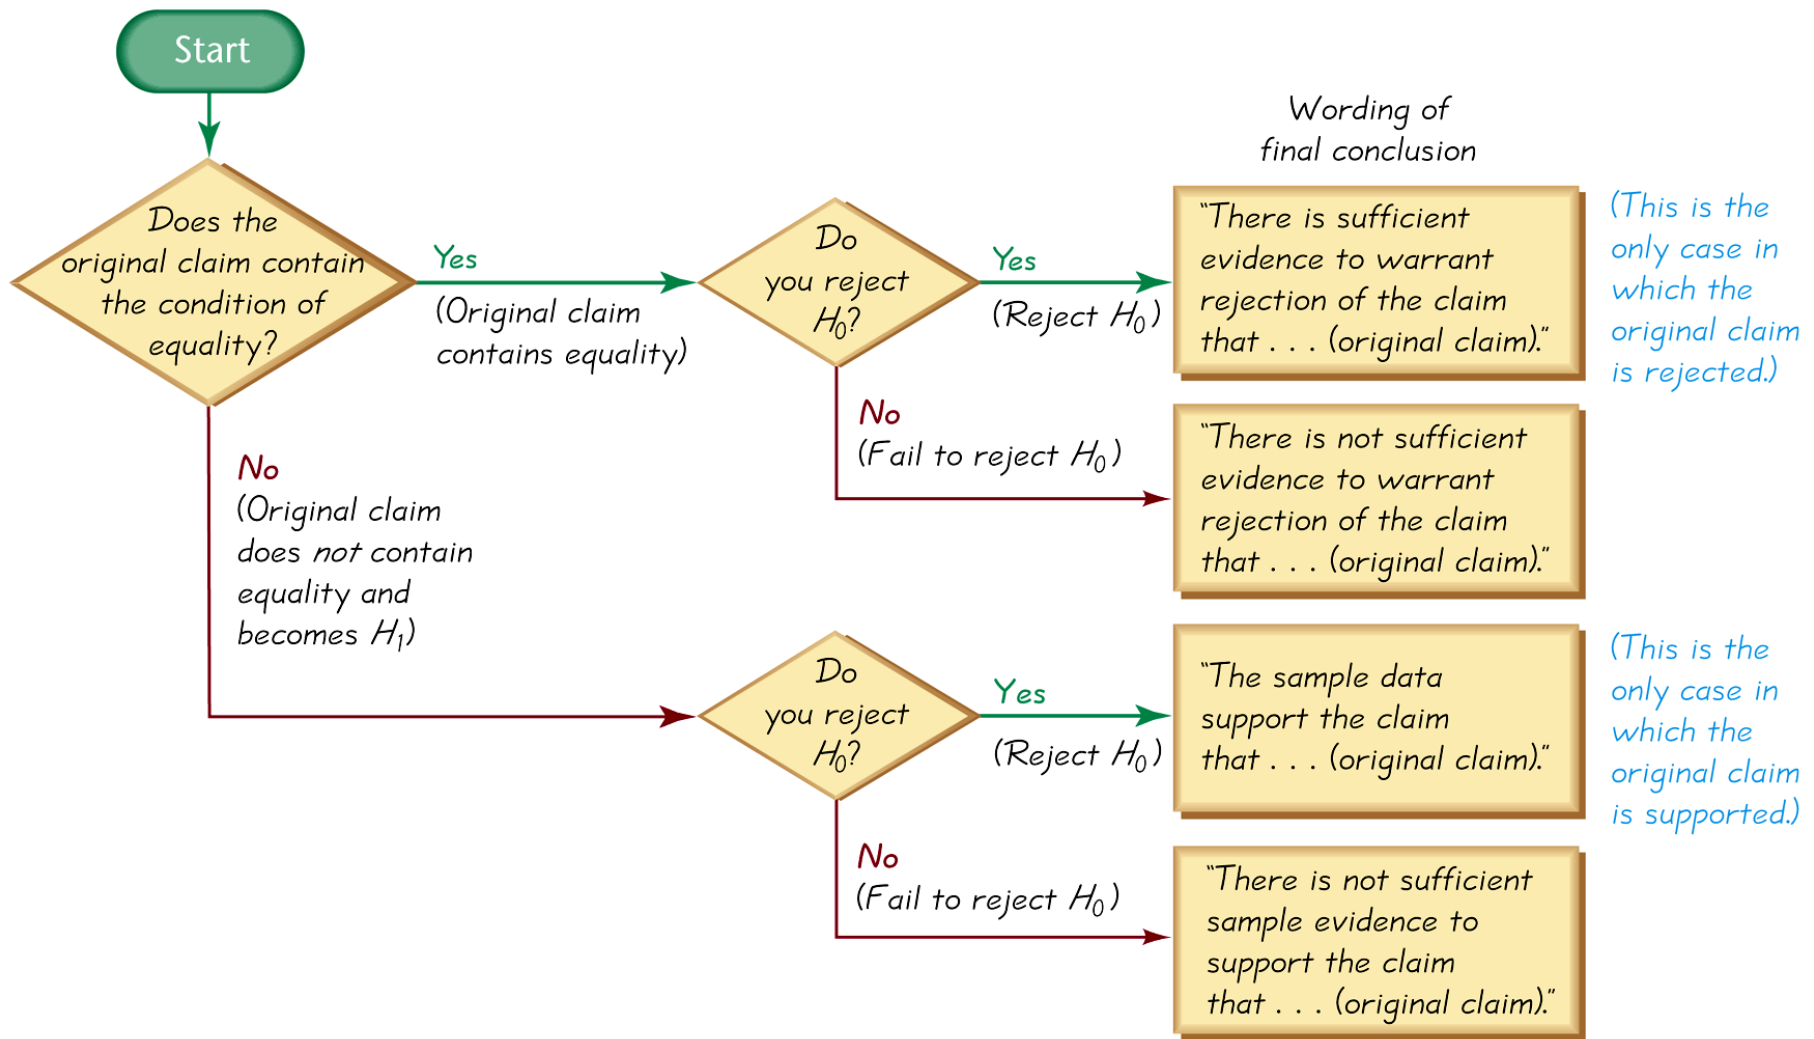 Start
Does the
original claim contain
the condition of
equality?
Yes
(Original claim
contains equality)
Do
you reject
H₀?
Yes
(Reject H₀)
Wording of
final conclusion
“There is sufficient
evidence to warrant
rejection of the claim
that . . . (original claim).”
(This is the
only case in
which the
original claim
is rejected.)
No
(Fail to reject H₀)
“There is not sufficient
evidence to warrant
rejection of the claim
that . . . (original claim).”
No
(Original claim
does not contain
equality and
becomes H₁)
Do
you reject
H₀?
Yes
(Reject H₀)
“The sample data
support the claim
that . . . (original claim).”
(This is the
only case in
which the
original claim
is supported.)
No
(Fail to reject H₀)
“There is not sufficient
sample evidence to
support the claim
that . . . (original claim).”